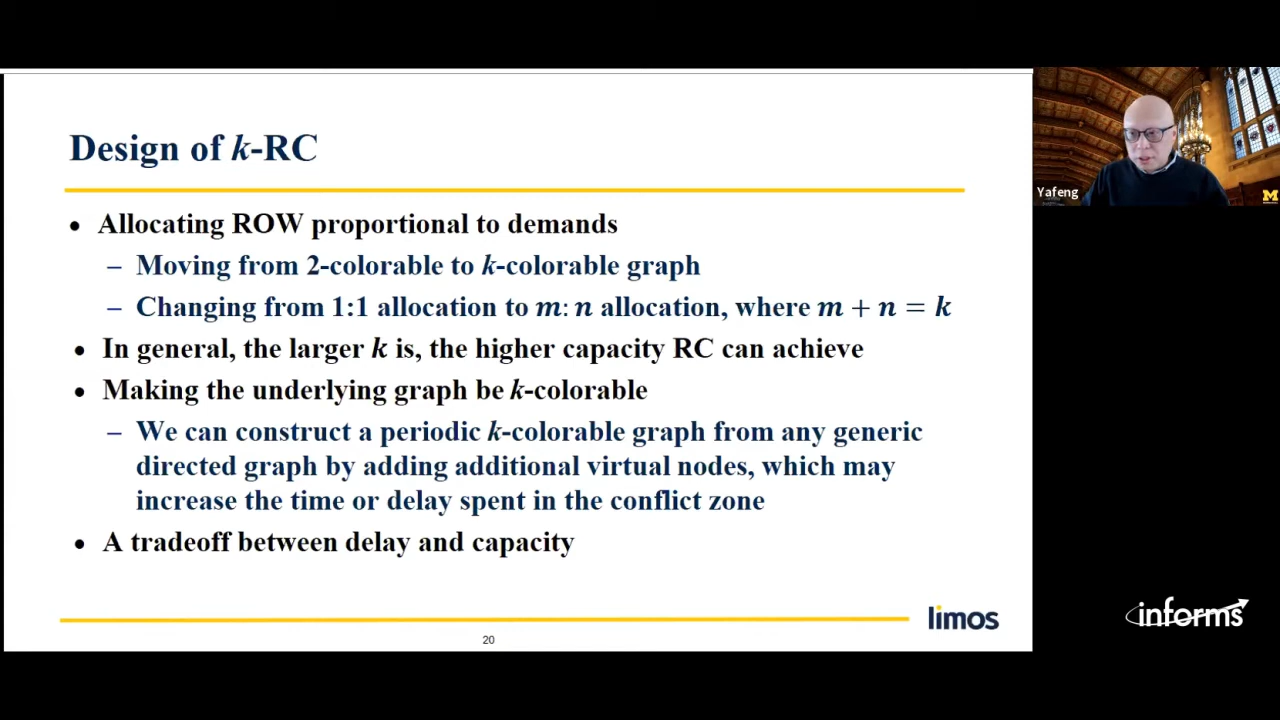 Design of k-RC
• Allocating ROW proportional to demands
– Moving from 2-colorable to k-colorable graph
– Changing from 1:1 allocation to m: n allocation, where m + n = k
• In general, the larger k is, the higher capacity RC can achieve
• Making the underlying graph be k-colorable
– We can construct a periodic k-colorable graph from any generic
directed graph by adding additional virtual nodes, which may
increase the time or delay spent in the conflict zone
• A tradeoff between delay and capacity
limos
20
Yafeng
M
informs